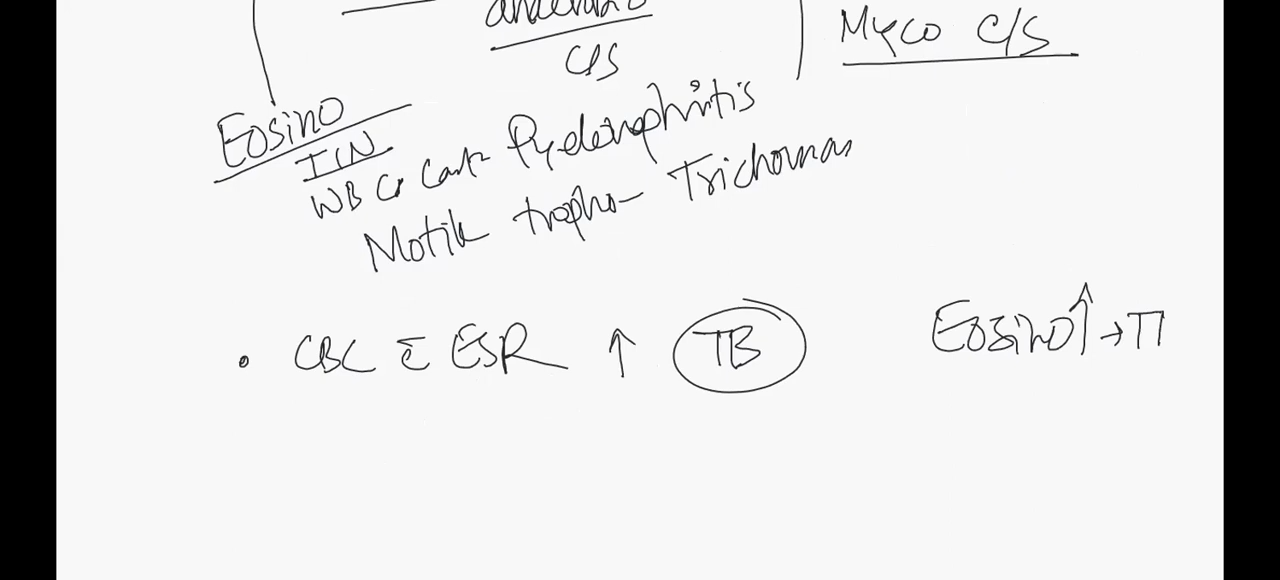 C/S
Myco C/S
Eosino
TIN
WBC Cast- Pyelonephritis
Motile tropho- Trichomonas
• CBC c̄ ESR ↑ TB Eosino↑ →TI